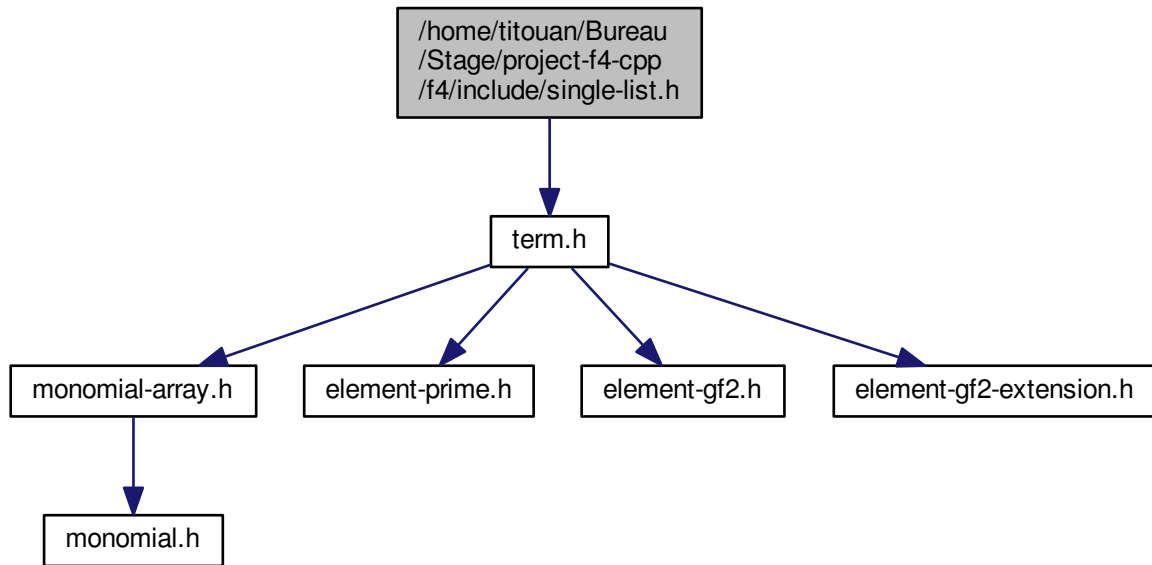 /home/titouan/Bureau
/Stage/project-f4-cpp
/f4/include/single-list.h
term.h
monomial-array.h
element-prime.h
element-gf2.h
element-gf2-extension.h
monomial.h